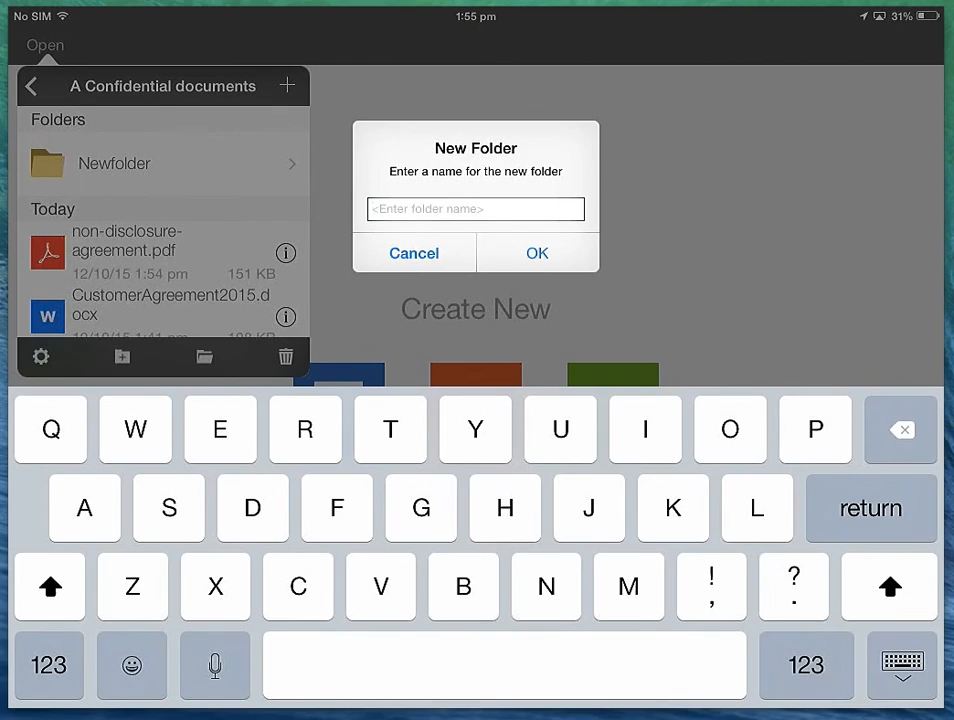 No SIM 1:55 pm 31%
Open
A Confidential documents
Folders
Newfolder
Today
non-disclosure-
agreement.pdf
12/10/15 1:54 pm 151 KB
CustomerAgreement2015.d
ocx
W
New Folder
Enter a name for the new folder
<Enter folder name>
Cancel OK
Create New
Q W E R T Y U I O P
A S D F G H J K L return
Z X C V B N M ! , ? .
123 123